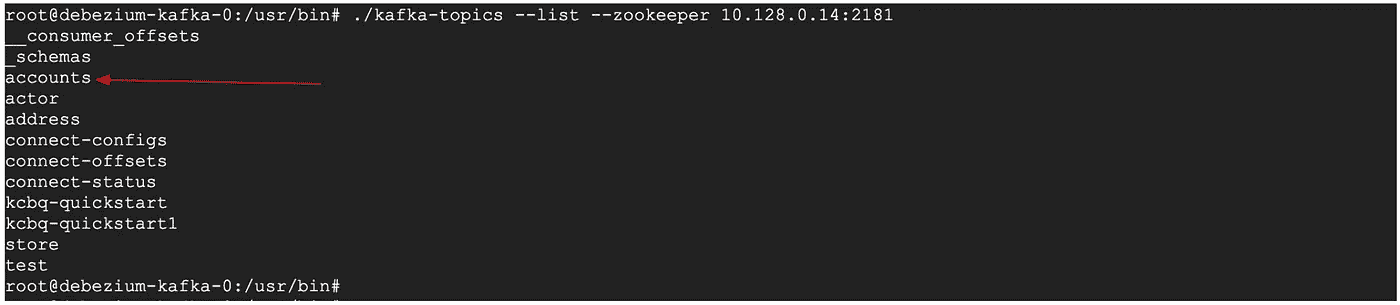 root@debezium-kafka-0:/usr/bin# ./kafka-topics --list --zookeeper 10.128.0.14:2181
__consumer_offsets
_schemas
accounts
actor
address
connect-configs
connect-offsets
connect-status
kcbq-quickstart
kcbq-quickstart1
store
test
root@debezium-kafka-0:/usr/bin#